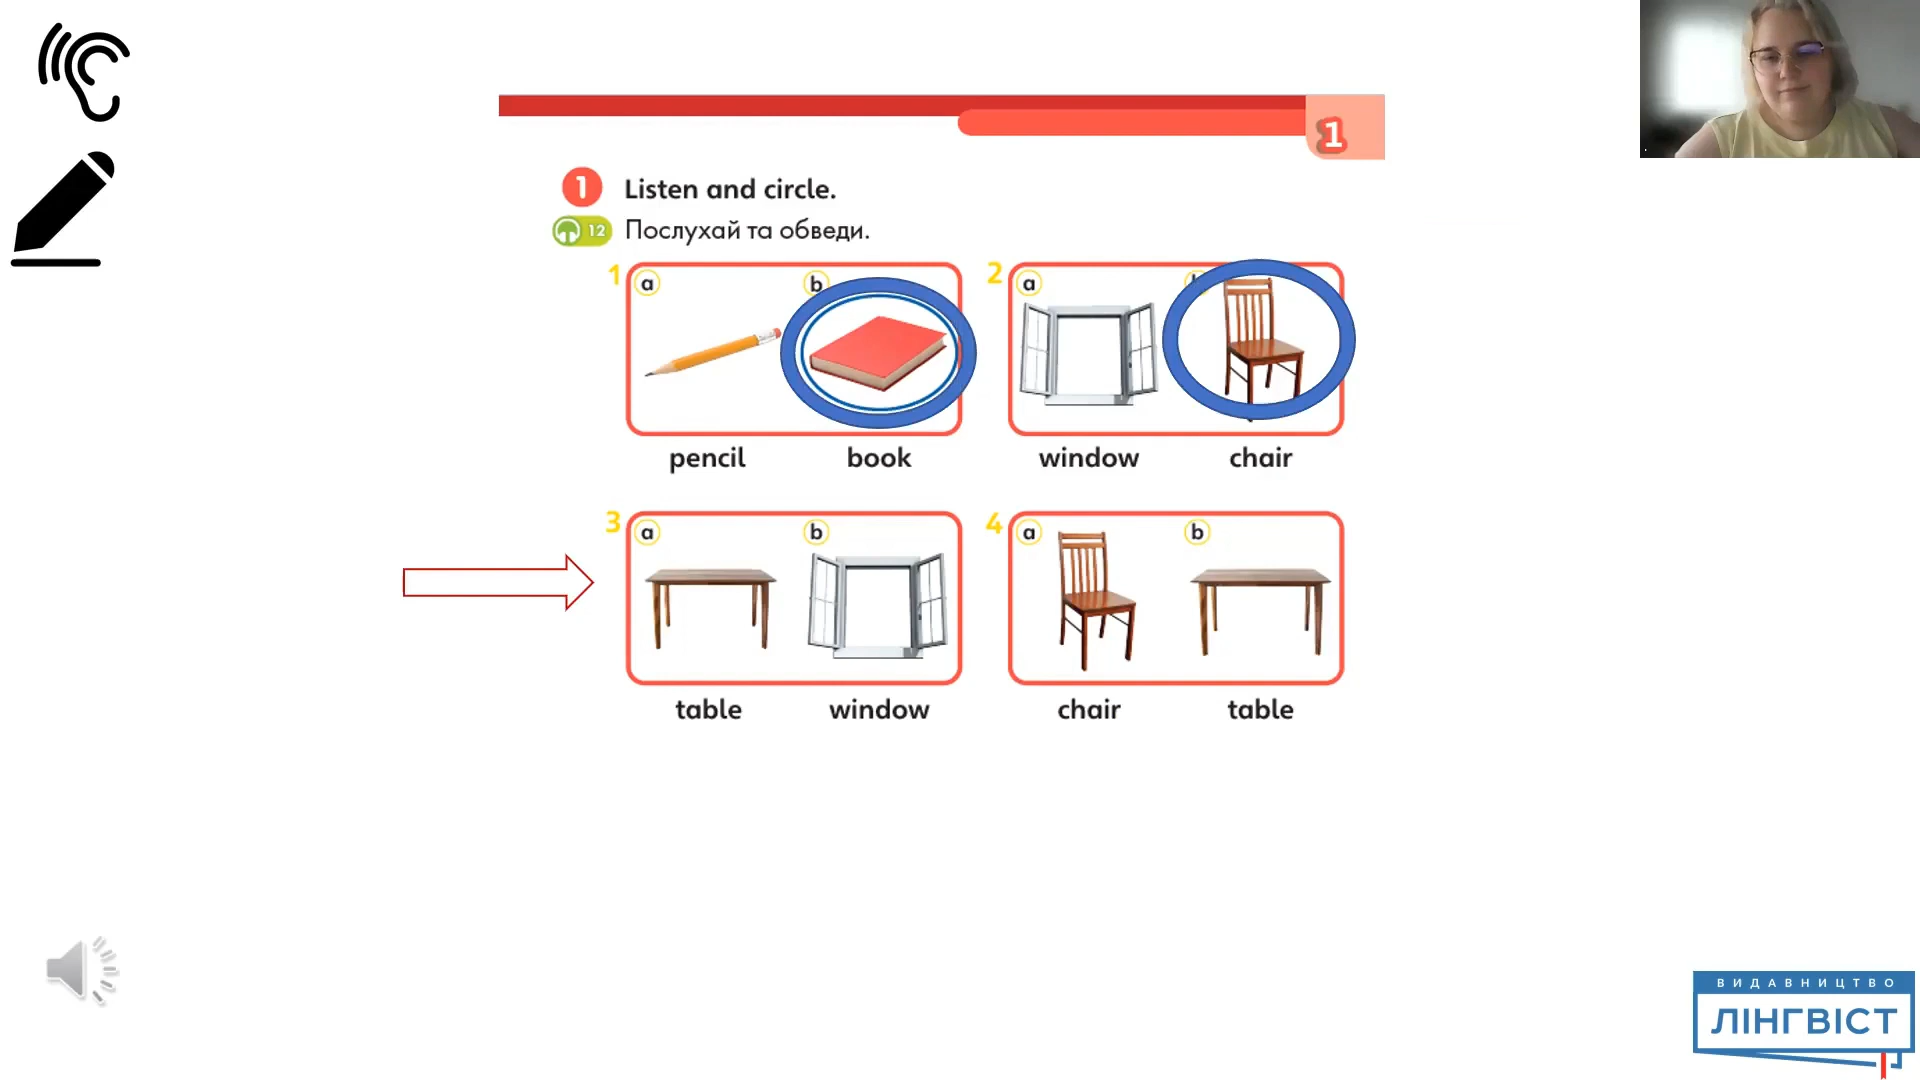 1
1 Listen and circle.
12 Послухай та обведи.
1 a b
2 a b
pencil book window chair
3 a b
4 a b
table window chair table
ВИДАВНИЦТВО
ЛІНГВІСТ